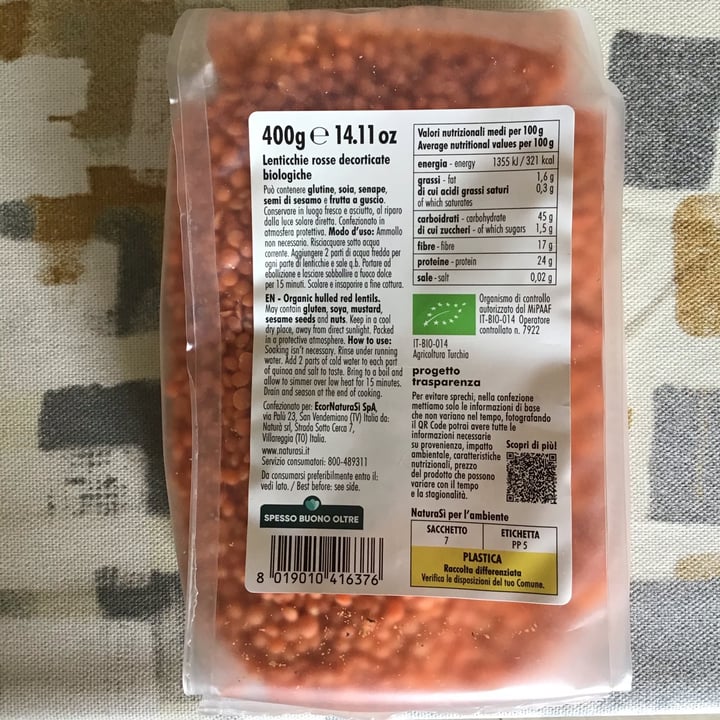 400g ℮ 14.11 oz
Lenticchie rosse decorticate
biologiche
Può contenere glutine, soia, senape,
semi di sesamo e frutta a guscio.
Conservare in luogo fresco e asciutto, al riparo
dalla luce solare diretta. Confezionato in
atmosfera protettiva. Modo d'uso: Ammollo
non necessario. Risciacquare sotto acqua
corrente. Aggiungere 2 parti di acqua fredda per
ogni parte di lenticchie e sale q.b. Portare ad
ebollizione e lasciare sobbollire a fuoco dolce
per 15 minuti. Scolare e insaporire a fine cottura.
EN - Organic hulled red lentils.
May contain gluten, soya, mustard,
sesame seeds and nuts. Keep in a cool
dry place, away from direct sunlight. Packed
in a protective atmosphere. How to use:
Soaking isn't necessary. Rinse under running
water. Add 2 parts of cold water to each part
of quinoa and salt to taste. Bring to a boil and
allow to simmer over low heat for 15 minutes.
Drain and season at the end of cooking.
Confezionato per: EcorNaturaSì SpA,
via Palù 23, San Vendemiano (TV) Italia da:
Naturà srl, Strada Sotto Cerca 7,
Villareggia (TO) Italia.
www.naturasi.it
Servizio consumatori: 800-489311
Da consumarsi preferibilmente entro il:
vedi lato. / Best before: see side.
SPESSO BUONO OLTRE
8 019010 416376
Valori nutrizionali medi per 100 g
Average nutritional values per 100 g
energia - energy 1355 kJ / 321 kcal
grassi - fat 1,6 g
di cui acidi grassi saturi 0,3 g
of which saturates
carboidrati - carbohydrate 45 g
di cui zuccheri - of which sugars 1,5 g
fibre - fibre 17 g
proteine - protein 24 g
sale - salt 0,02 g
Organismo di controllo
autorizzato dal MiPAAF
IT-BIO-014 Operatore
controllato n. 7922
IT-BIO-014
Agricoltura Turchia
progetto
trasparenza
Per evitare sprechi, nella confezione
mettiamo solo le informazioni di base
che non variano nel tempo, fotografando
il QR Code potrai avere tutte le
informazioni necessarie
su provenienza, impatto
ambientale, caratteristiche
nutrizionali, prezzo
del prodotto che possono
variare con il tempo
e la stagionalità.
Scopri di più!
NaturaSì per l'ambiente
SACCHETTO
7
ETICHETTA
PP 5
PLASTICA
Raccolta differenziata
Verifica le disposizioni del tuo Comune.